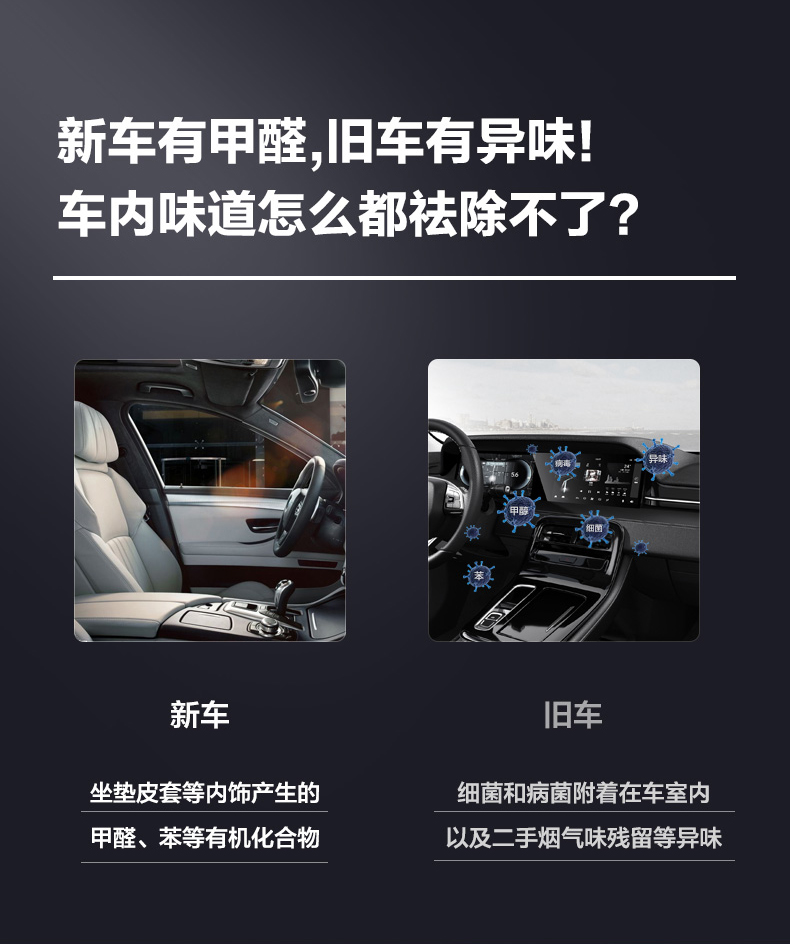 新车有甲醛,旧车有异味!
车内味道怎么都祛除不了?
病毒
异味
甲醇
细菌
苯
56
24°
新车
旧车
坐垫皮套等内饰产生的
甲醛、苯等有机化合物
细菌和病菌附着在车室内
以及二手烟气味残留等异味